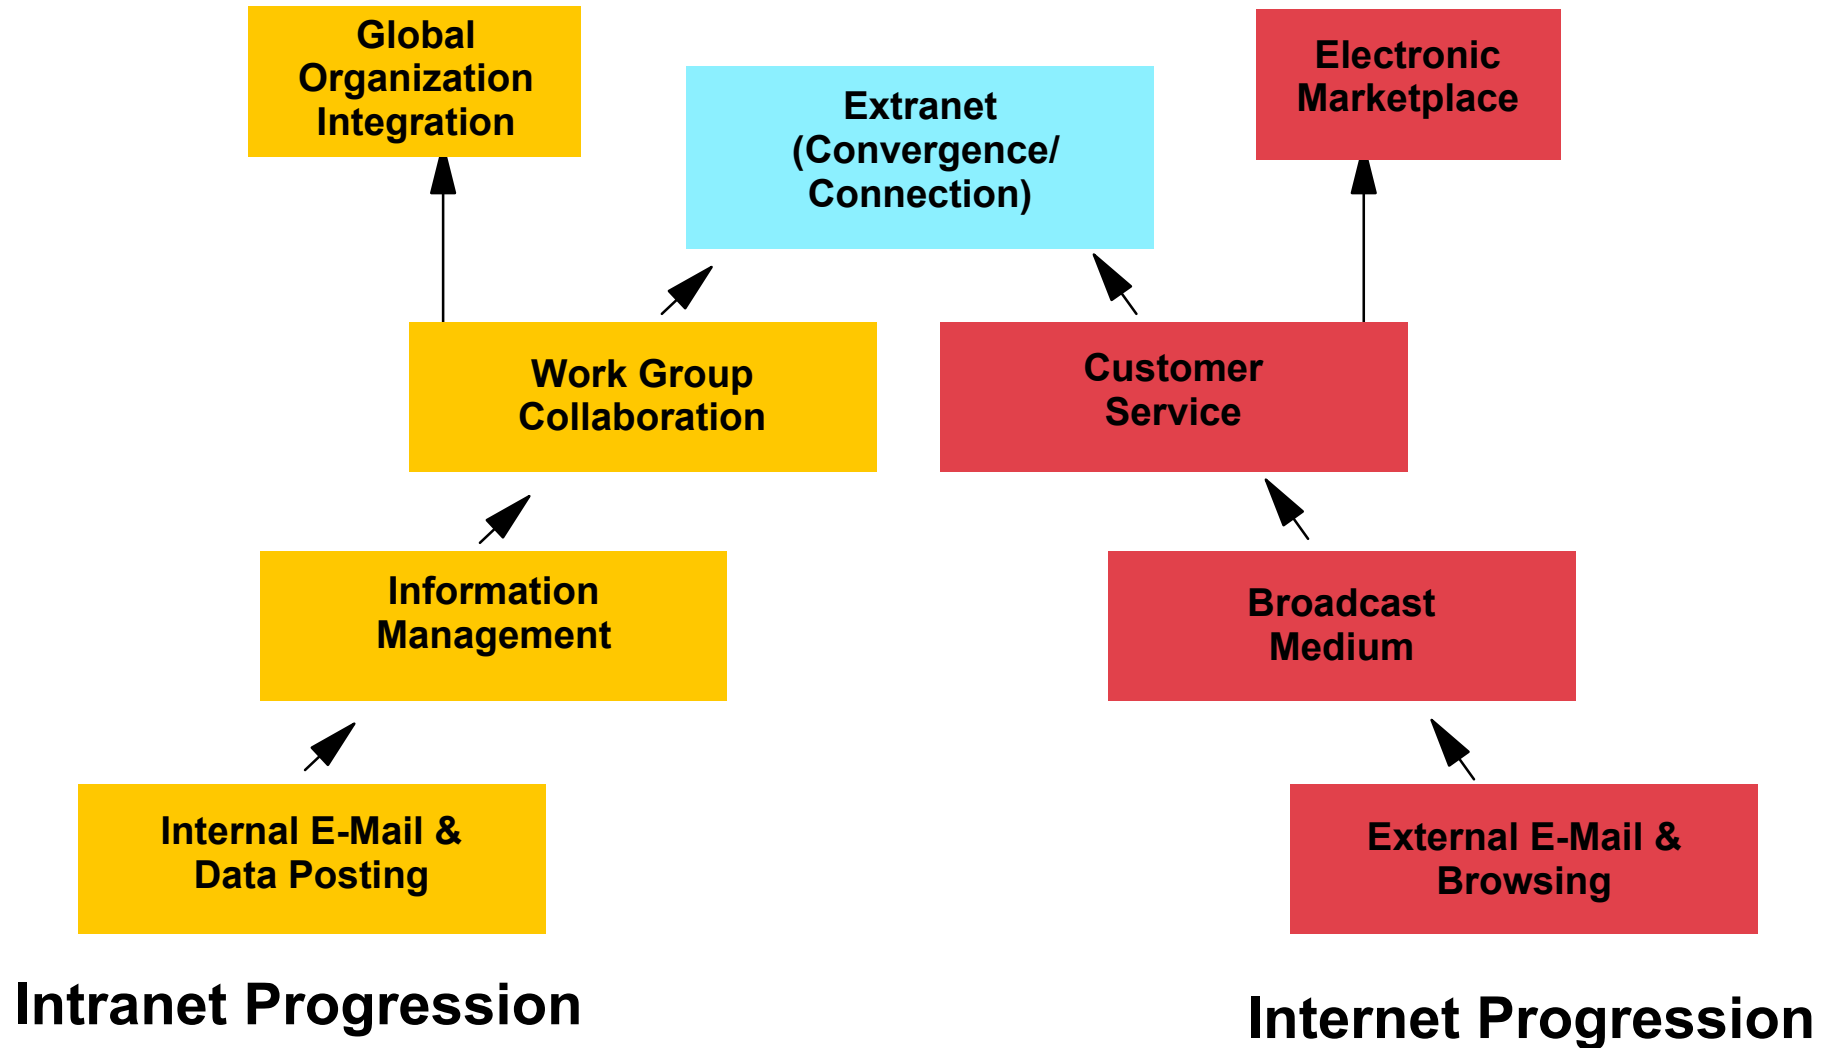 Global
Organization
Integration
Extranet
(Convergence/
Connection)
Electronic
Marketplace
Work Group
Collaboration
Customer
Service
Information
Management
Broadcast
Medium
Internal E-Mail &
Data Posting
External E-Mail &
Browsing
Intranet Progression
Internet Progression